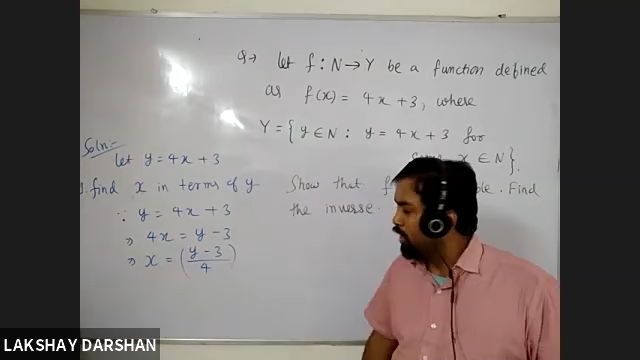 Q→ let f : N → Y be a function defined
as f(x) = 4x + 3, where
Y = { y ∈ N : y = 4x + 3 for
x ∈ N }.
Show that Find
the inverse.
Soln:-
let y = 4x + 3
find x in terms of y
∵ y = 4x + 3
⇒ 4x = y - 3
⇒ x = (y - 3 / 4)
LAKSHAY DARSHAN